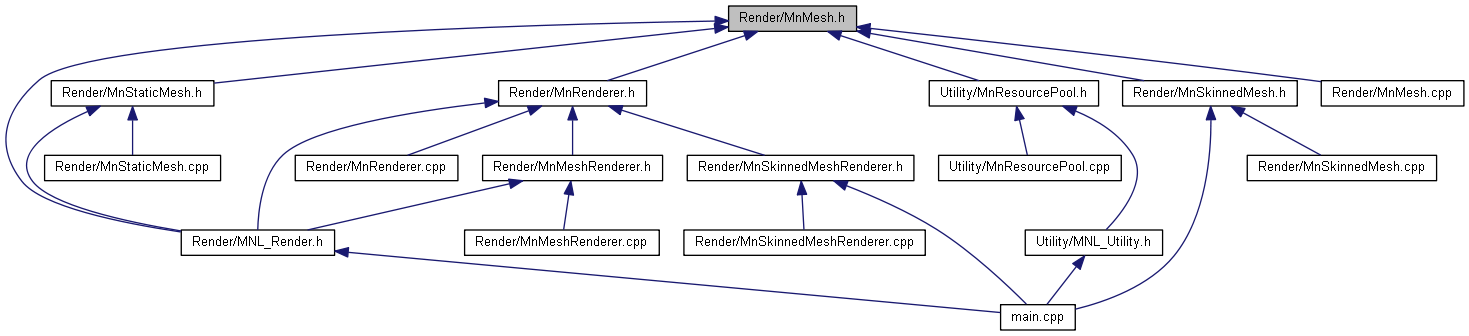 Render/MnMesh.h
Render/MnStaticMesh.h
Render/MnRenderer.h
Utility/MnResourcePool.h
Render/MnSkinnedMesh.h
Render/MnMesh.cpp
Render/MnStaticMesh.cpp
Render/MnRenderer.cpp
Render/MnMeshRenderer.h
Render/MnSkinnedMeshRenderer.h
Utility/MnResourcePool.cpp
Render/MnSkinnedMesh.cpp
Render/MNL_Render.h
Render/MnMeshRenderer.cpp
Render/MnSkinnedMeshRenderer.cpp
Utility/MNL_Utility.h
main.cpp